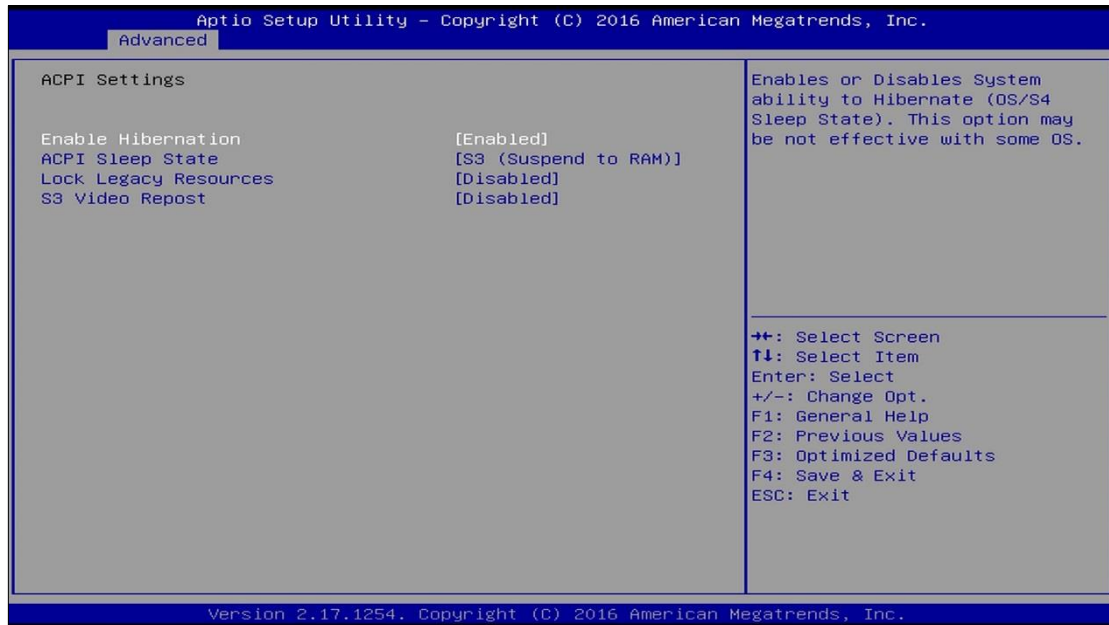 Aptio Setup Utility – Copyright (C) 2016 American Megatrends, Inc.
Advanced
ACPI Settings
Enable Hibernation [Enabled]
ACPI Sleep State [S3 (Suspend to RAM)]
Lock Legacy Resources [Disabled]
S3 Video Repost [Disabled]
Enables or Disables System
ability to Hibernate (OS/S4
Sleep State). This option may
be not effective with some OS.
→←: Select Screen
↑↓: Select Item
Enter: Select
+/-: Change Opt.
F1: General Help
F2: Previous Values
F3: Optimized Defaults
F4: Save & Exit
ESC: Exit
Version 2.17.1254. Copyright (C) 2016 American Megatrends, Inc.